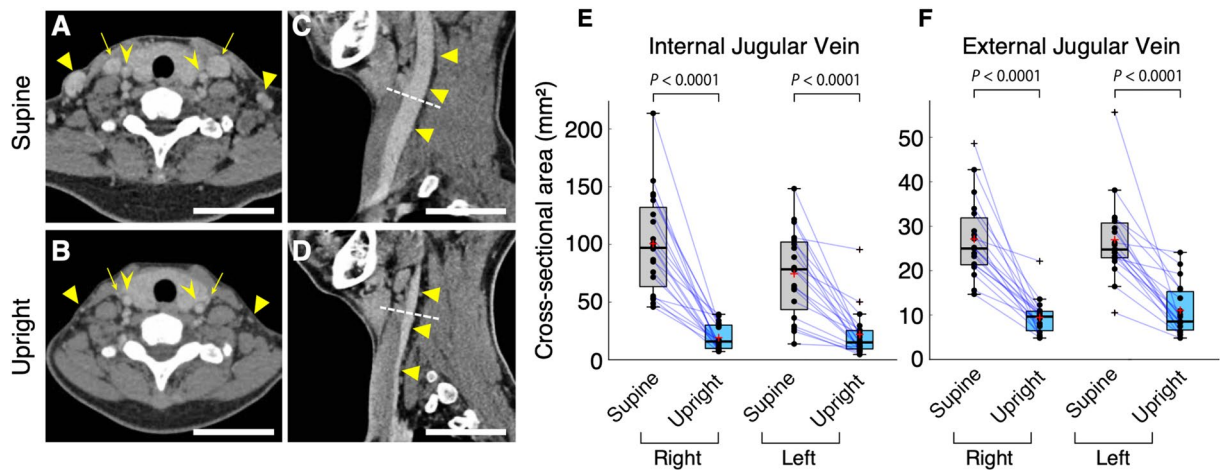 A
C
Supine
B
D
Upright
E
Internal Jugular Vein
P < 0.0001
P < 0.0001
Cross-sectional area (mm²)
200
150
100
50
0
Supine
Upright
Supine
Upright
Right
Left
F
External Jugular Vein
P < 0.0001
P < 0.0001
50
40
30
20
10
0
Supine
Upright
Supine
Upright
Right
Left